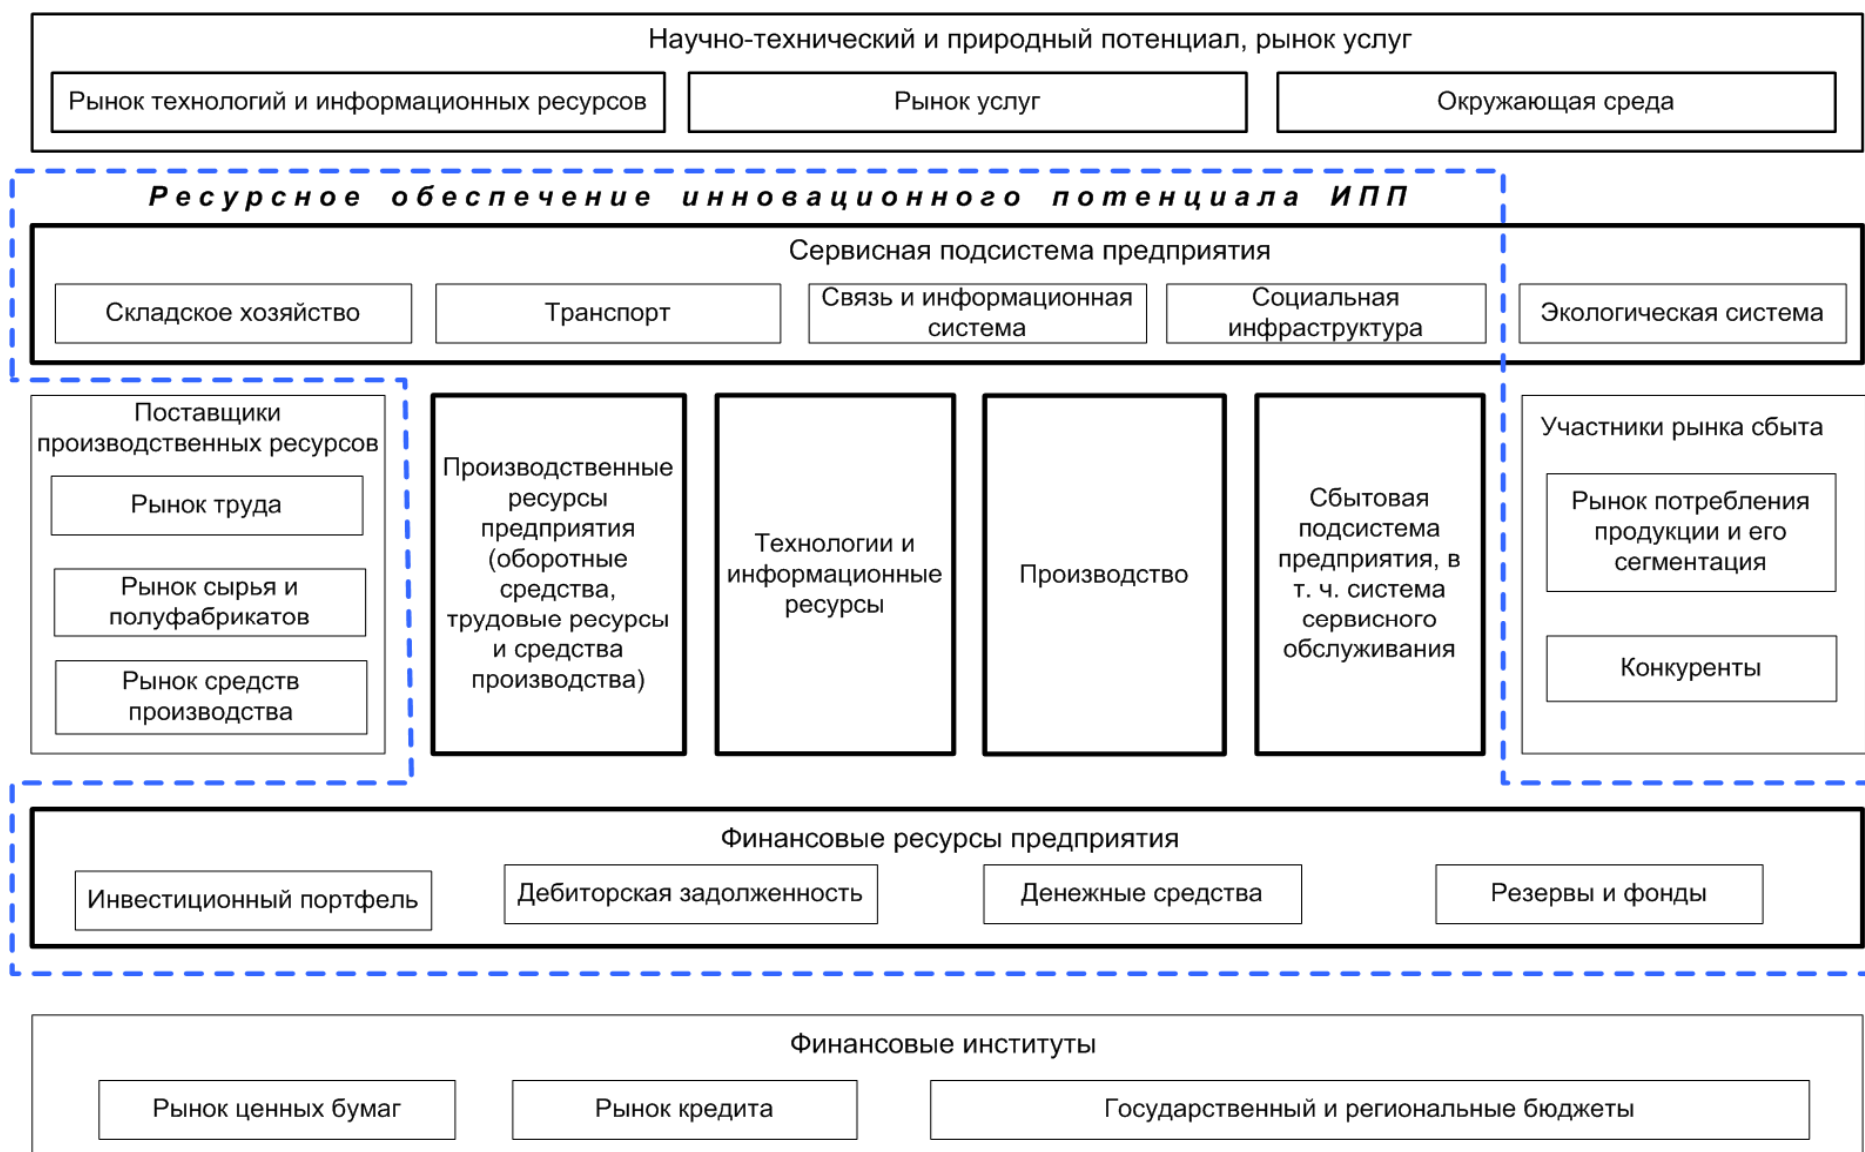 Научно-технический и природный потенциал, рынок услуг
Рынок технологий и информационных ресурсов
Рынок услуг
Окружающая среда
Ресурсное обеспечение инновационного потенциала ИПП
Сервисная подсистема предприятия
Складское хозяйство
Транспорт
Связь и информационная
система
Социальная
инфраструктура
Экологическая система
Поставщики
производственных ресурсов
Рынок труда
Рынок сырья и
полуфабрикатов
Рынок средств
производства
Производственные
ресурсы
предприятия
(оборотные
средства,
трудовые ресурсы
и средства
производства)
Технологии и
информационные
ресурсы
Производство
Сбытовая
подсистема
предприятия, в
т. ч. система
сервисного
обслуживания
Участники рынка сбыта
Рынок потребления
продукции и его
сегментация
Конкуренты
Финансовые ресурсы предприятия
Инвестиционный портфель
Дебиторская задолженность
Денежные средства
Резервы и фонды
Финансовые институты
Рынок ценных бумаг
Рынок кредита
Государственный и региональные бюджеты